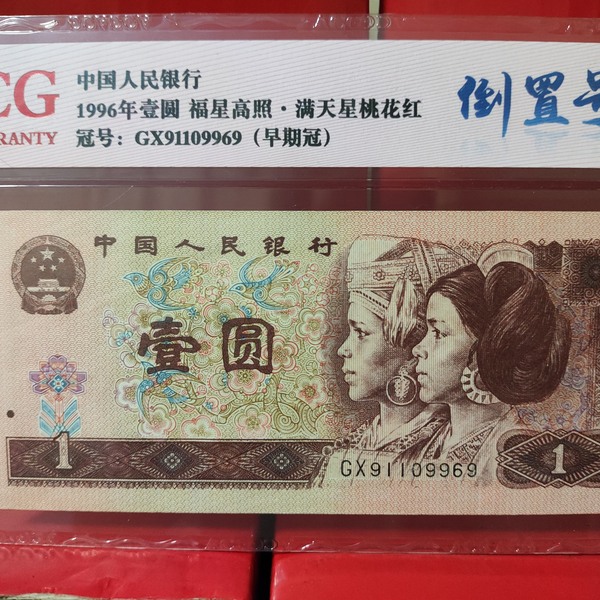 CG
RANTY
中国人民银行
1996年壹圆 福星高照·满天星桃花红
冠号：GX91109969（早期冠）
倒置号
中国人民银行
壹圆
1
GX91109969
1